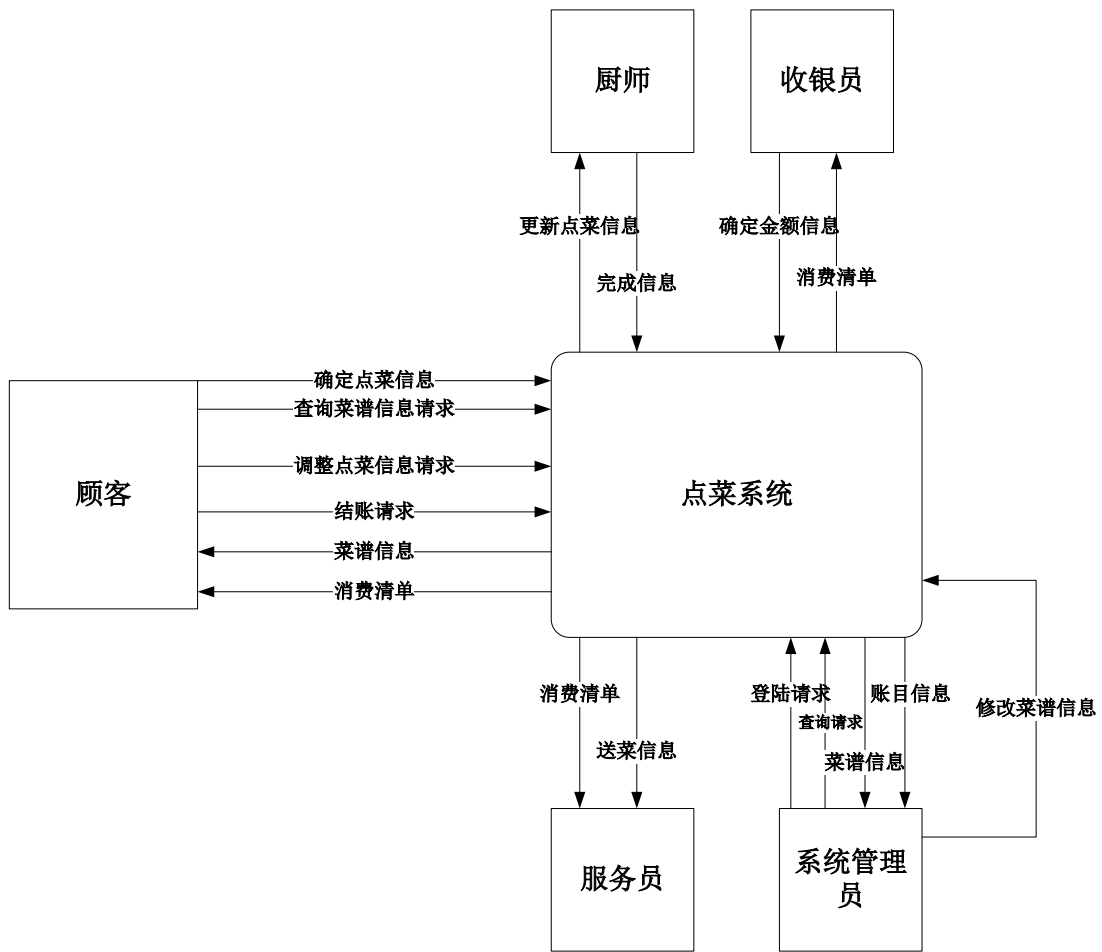 厨师
收银员
更新点菜信息
确定金额信息
消费清单
完成信息
确定点菜信息
查询菜谱信息请求
调整点菜信息请求
顾客
点菜系统
结账请求
菜谱信息
消费清单
消费清单
登陆请求
账目信息
修改菜谱信息
查询请求
送菜信息
菜谱信息
服务员
系统管理
员